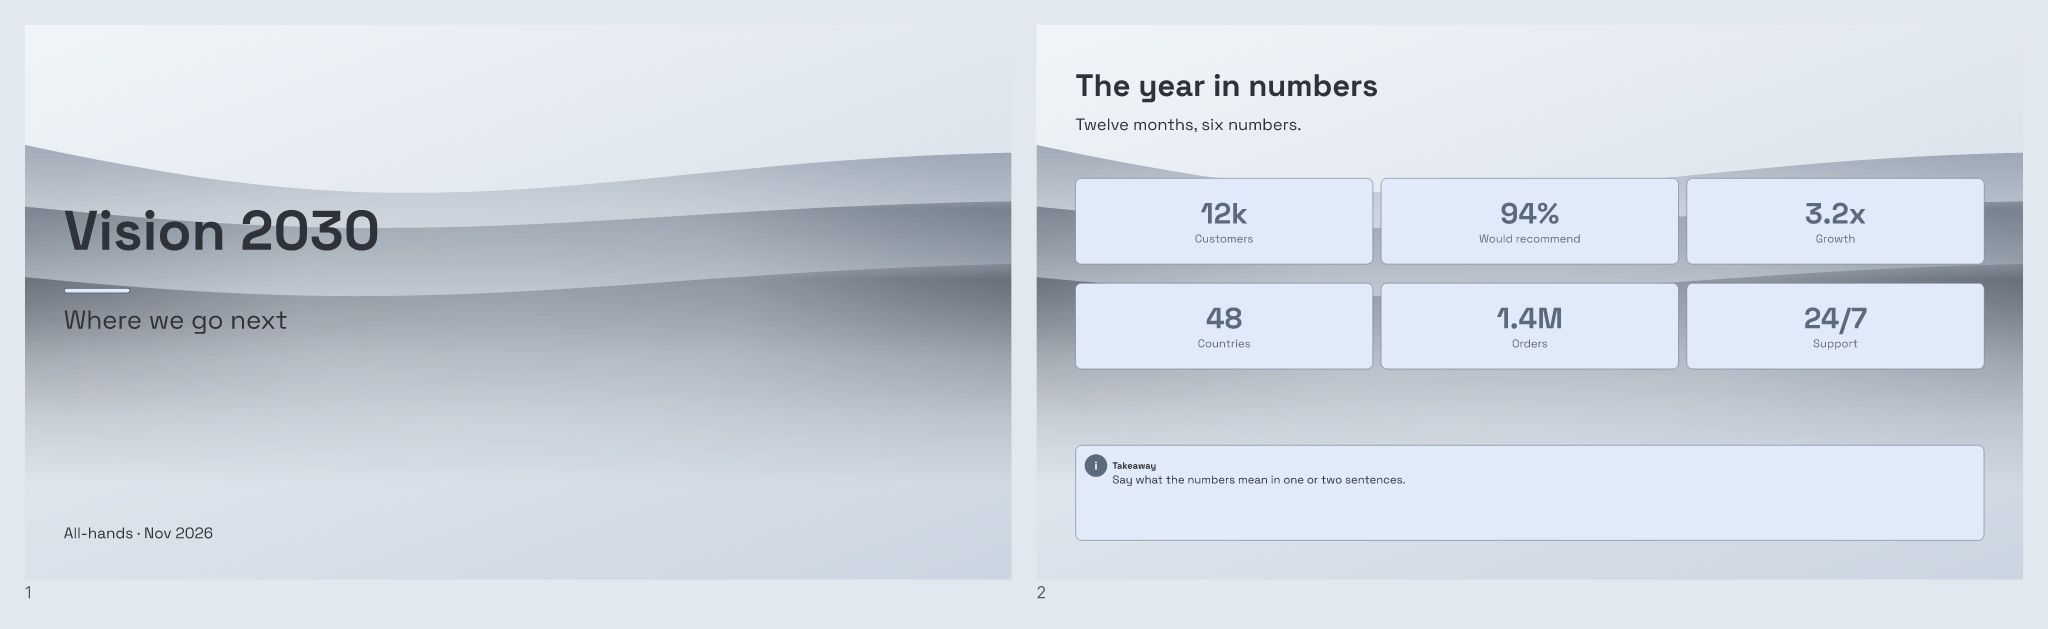 Vision 2030
Where we go next
All-hands · Nov 2026
1
The year in numbers
Twelve months, six numbers.
12k
Customers
94%
Would recommend
3.2x
Growth
48
Countries
1.4M
Orders
24/7
Support
i
Takeaway
Say what the numbers mean in one or two sentences.
2